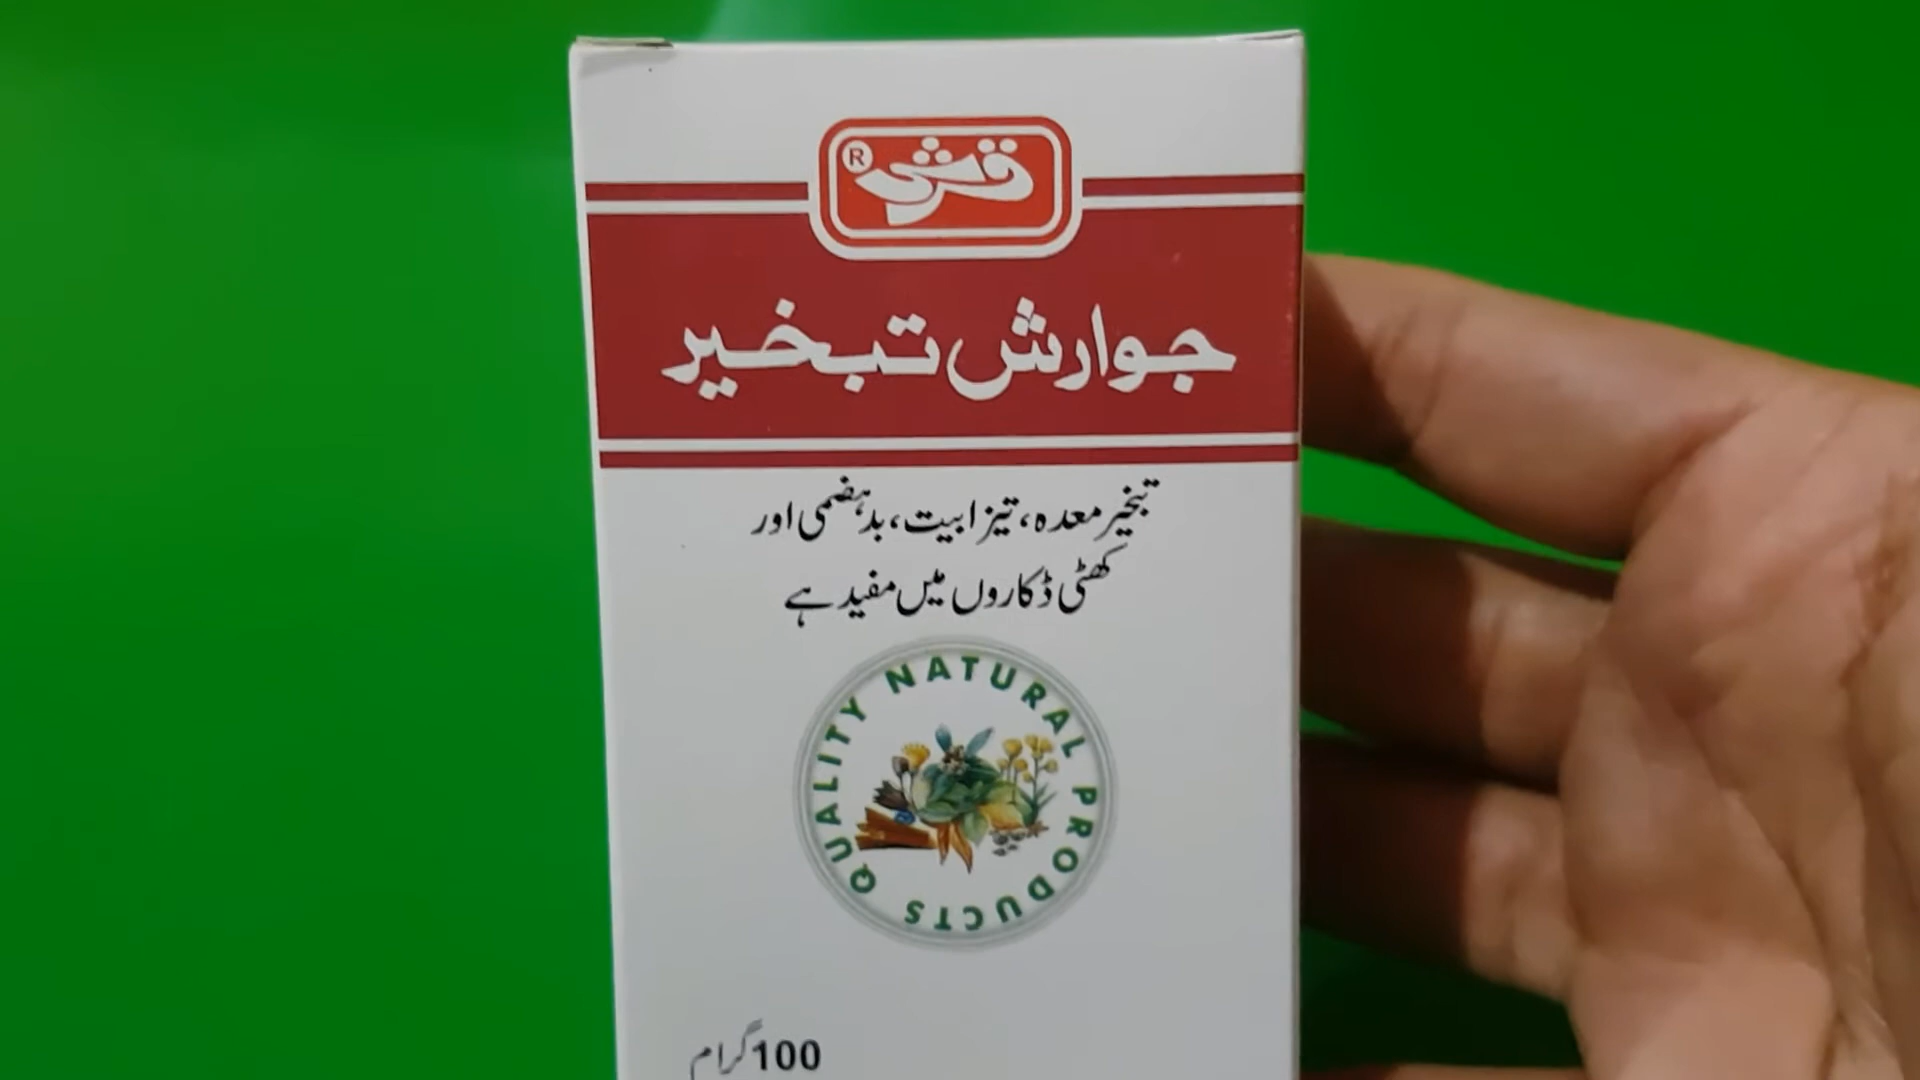 قرشی ®
جوارش تبخیر
تبخیر معدہ، تیزابیت، بدہضمی اور
کھٹی ڈکاروں میں مفید ہے
QUALITY NATURAL PRODUCTS
100 گرام